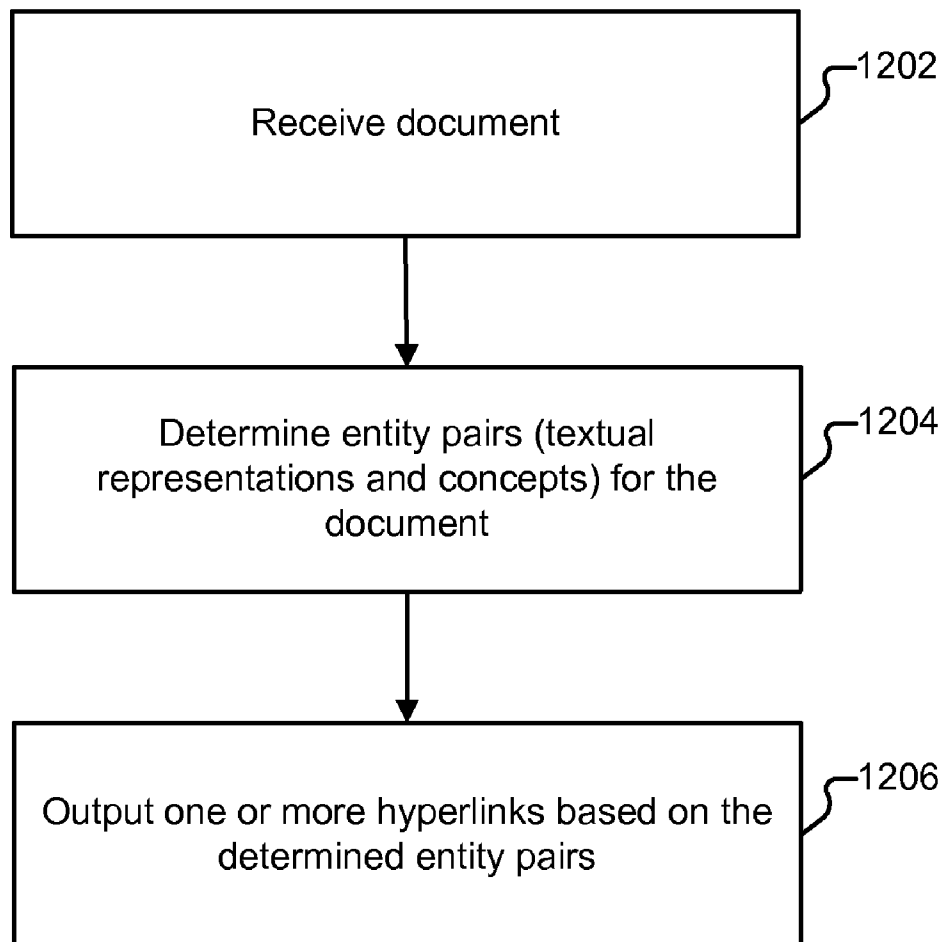 Receive document
1202
Determine entity pairs (textual
representations and concepts) for the
document
1204
Output one or more hyperlinks based on the
determined entity pairs
1206